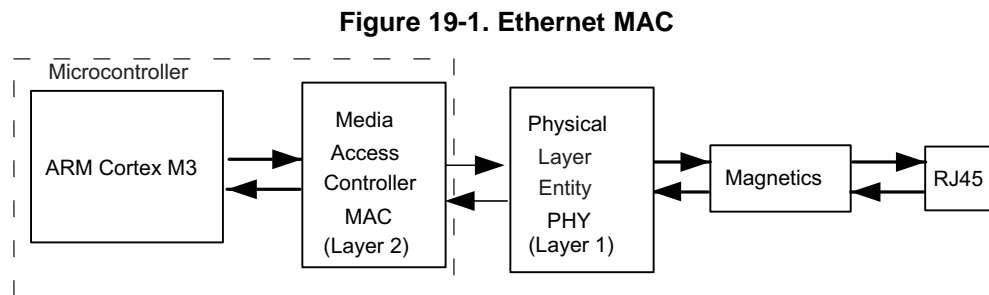 Figure 19-1. Ethernet MAC
Microcontroller
ARM Cortex M3
Media
Access
Controller
MAC
(Layer 2)
Physical
Layer
Entity
PHY
(Layer 1)
Magnetics
RJ45